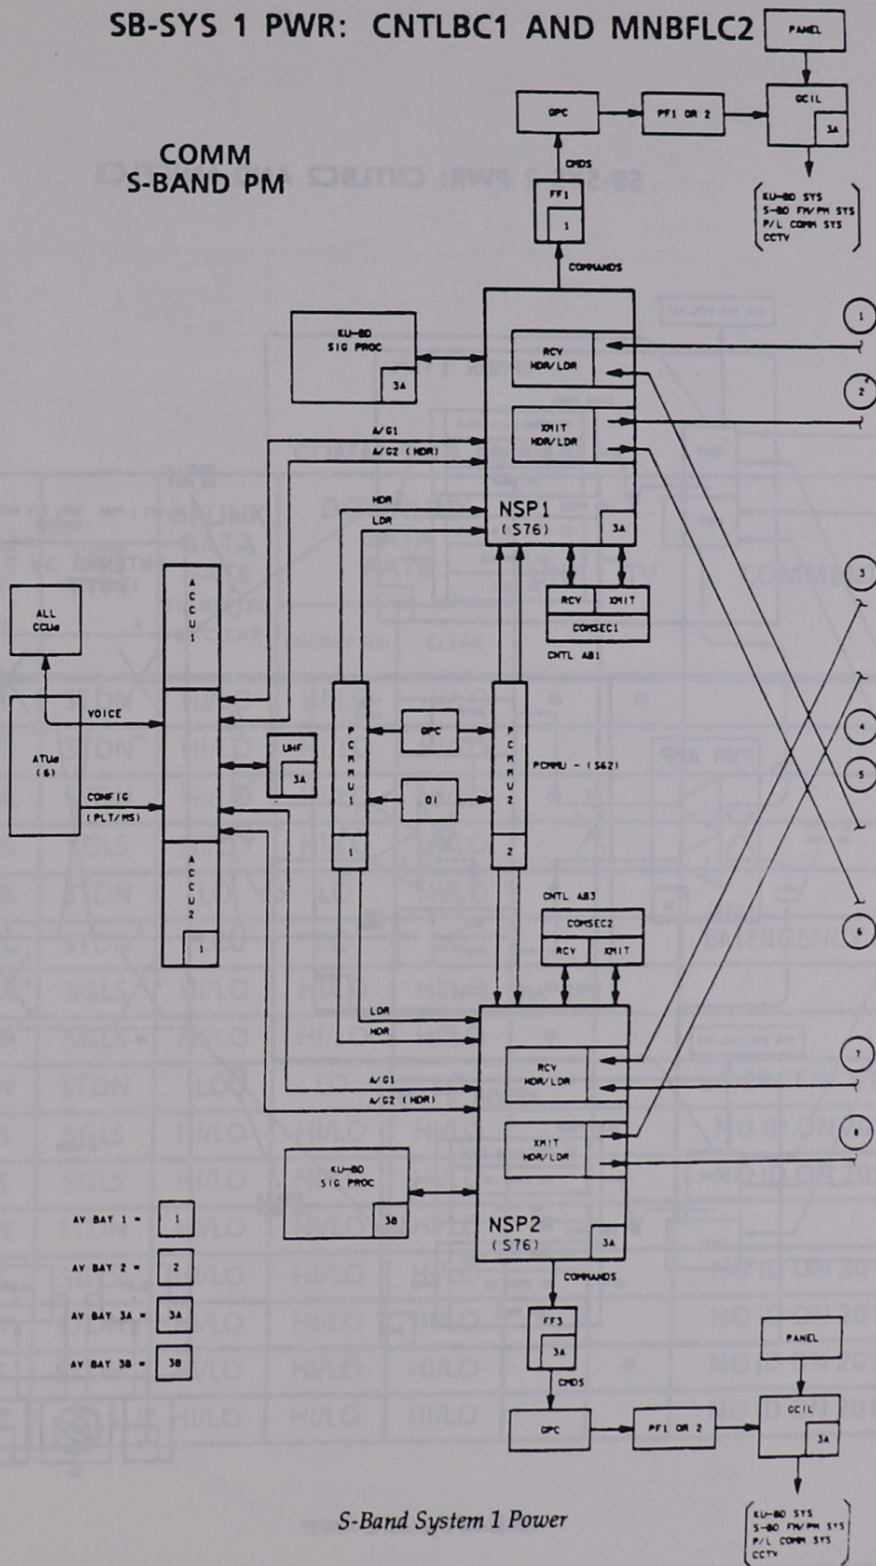 SB-SYS 1 PWR: CNTLBC1 AND MNBFLC2
PANEL
GCIL
3A
GPC
PF1 OR 2
COMM
S-BAND PM
CMDS
FF1
1
KU-BD SYS
S-BD FM/PM SYS
P/L COMM SYS
CCTV
COMMANDS
KU-BD
SIG PROC
3A
RCV
HDR/LDR
1
XMIT
HDR/LDR
2
A/G1
A/G2 (HDR)
HDR
LDR
NSP1
(S76)
3A
RCV
XMIT
COMSEC1
CNTL AB1
3
ALL
CCUs
ACCU1
VOICE
ATUs
(6)
CONFIG
(PLT/MS)
UHF
3A
PCMMU1
GPC
OI
PCMMU2
PCMMU - (S62)
4
5
1
2
ACCU2
1
CNTL AB3
COMSEC2
RCV
XMIT
6
LDR
HDR
RCV
HDR/LDR
7
A/G1
A/G2 (HDR)
XMIT
HDR/LDR
8
KU-BD
SIG PROC
3B
NSP2
(S76)
3A
AV BAY 1 = 1
AV BAY 2 = 2
AV BAY 3A = 3A
AV BAY 3B = 3B
COMMANDS
FF3
3A
CMDS
PANEL
GPC
PF1 OR 2
GCIL
3A
KU-BD SYS
S-BD FM/PM SYS
P/L COMM SYS
CCTV
S-Band System 1 Power